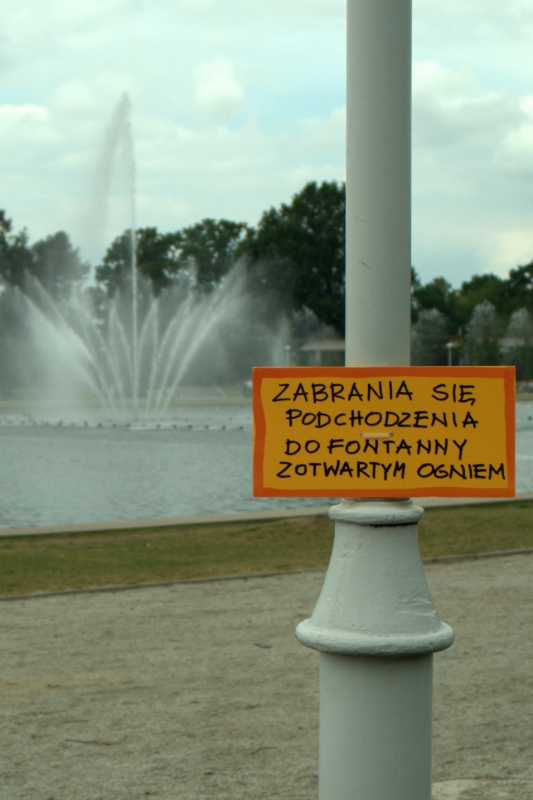 ZABRANIA SIĘ
PODCHODZENIA
DO FONTANNY
Z OTWARTYM OGNIEM